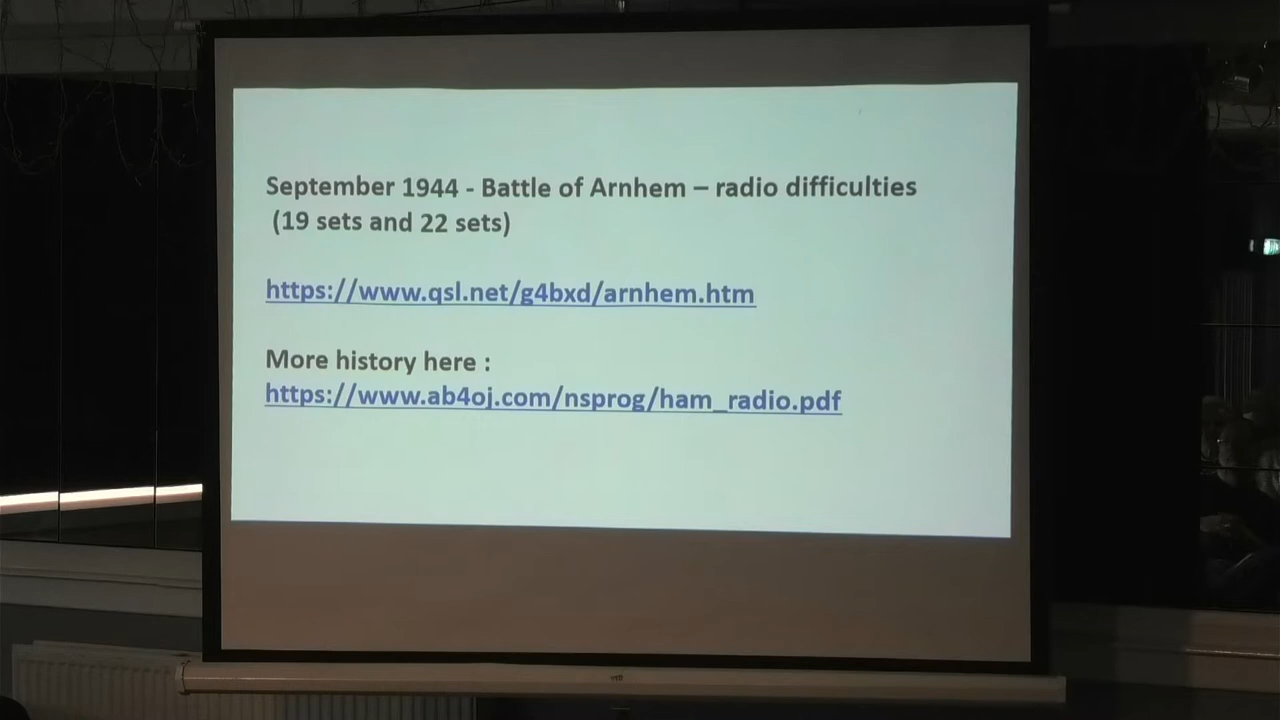 September 1944 - Battle of Arnhem – radio difficulties
(19 sets and 22 sets)
https://www.qsl.net/g4bxd/arnhem.htm
More history here :
https://www.ab4oj.com/nsprog/ham_radio.pdf